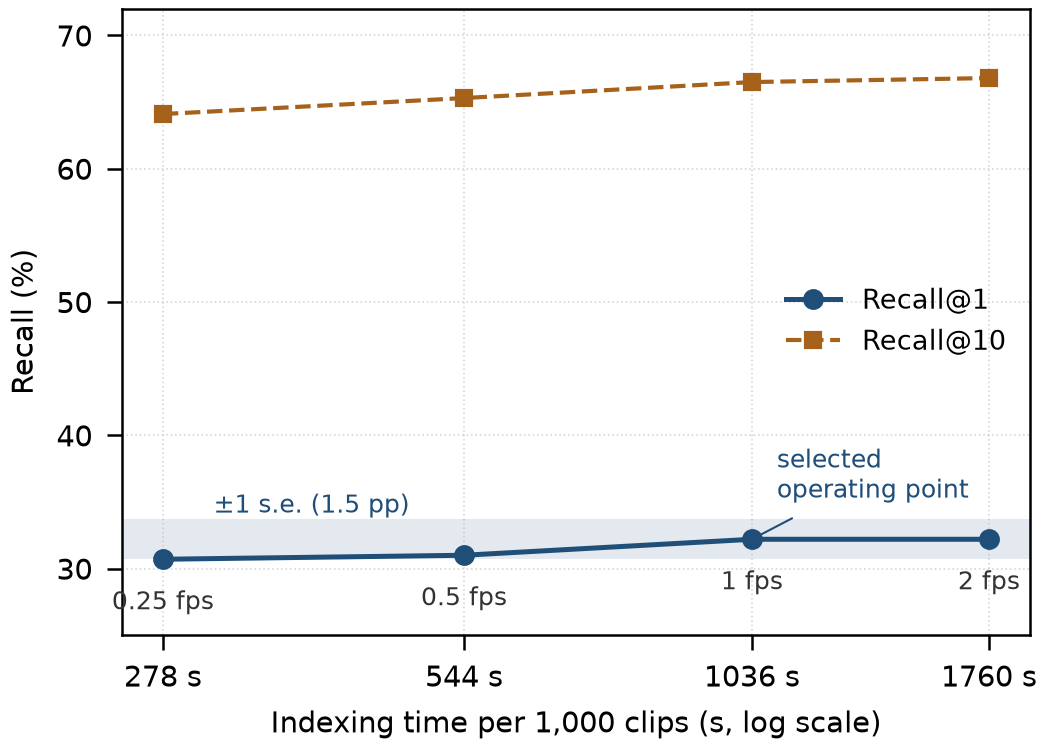 70
60
50
40
30
Recall (%)
Recall@1
Recall@10
selected
operating point
±1 s.e. (1.5 pp)
0.25 fps
0.5 fps
1 fps
2 fps
278 s
544 s
1036 s
1760 s
Indexing time per 1,000 clips (s, log scale)